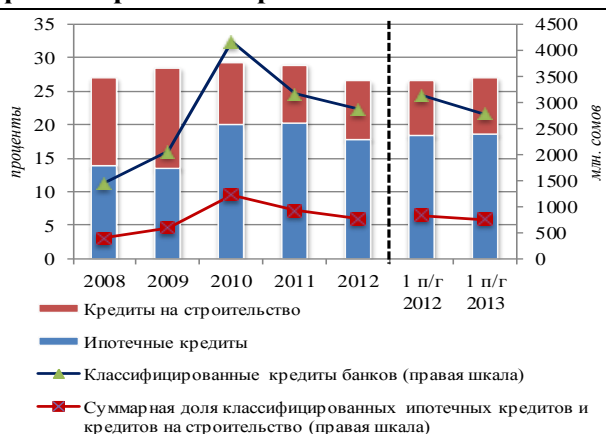 35
30
25
20
15
10
5
0
проценты
4500
4000
3500
3000
2500
2000
1500
1000
500
0
млн. сомов
2008 2009 2010 2011 2012 1 п/г 2012 1 п/г 2013
Кредиты на строительство
Ипотечные кредиты
Классифицированные кредиты банков (правая шкала)
Суммарная доля классифицированных ипотечных кредитов и
кредитов на строительство (правая шкала)